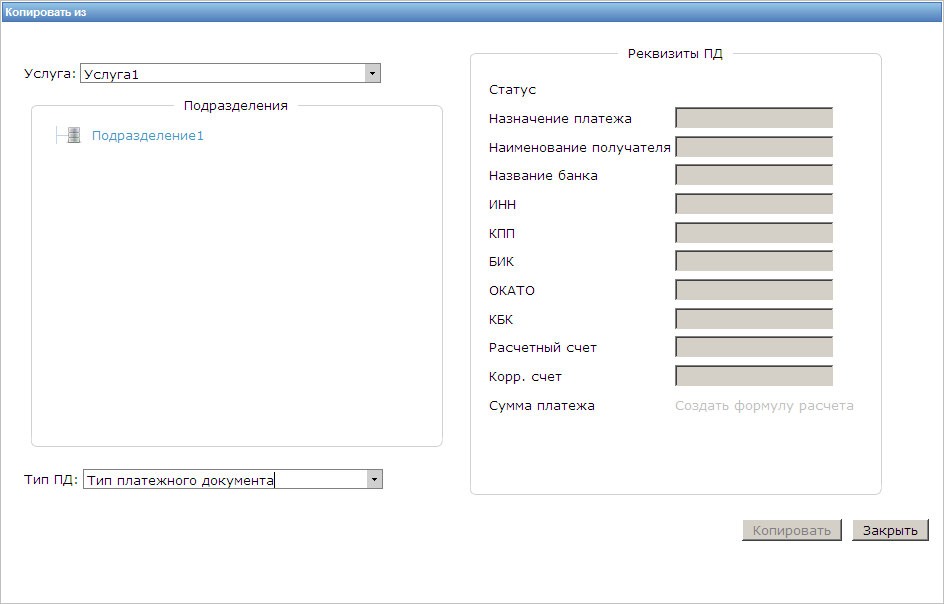 Копировать из
Услуга: Услуга1
Подразделения
Подразделение1
Тип ПД: Тип платежного документа
Реквизиты ПД
Статус
Назначение платежа
Наименование получателя
Название банка
ИНН
КПП
БИК
ОКАТО
КБК
Расчетный счет
Корр. счет
Сумма платежа Создать формулу расчета
Копировать Закрыть